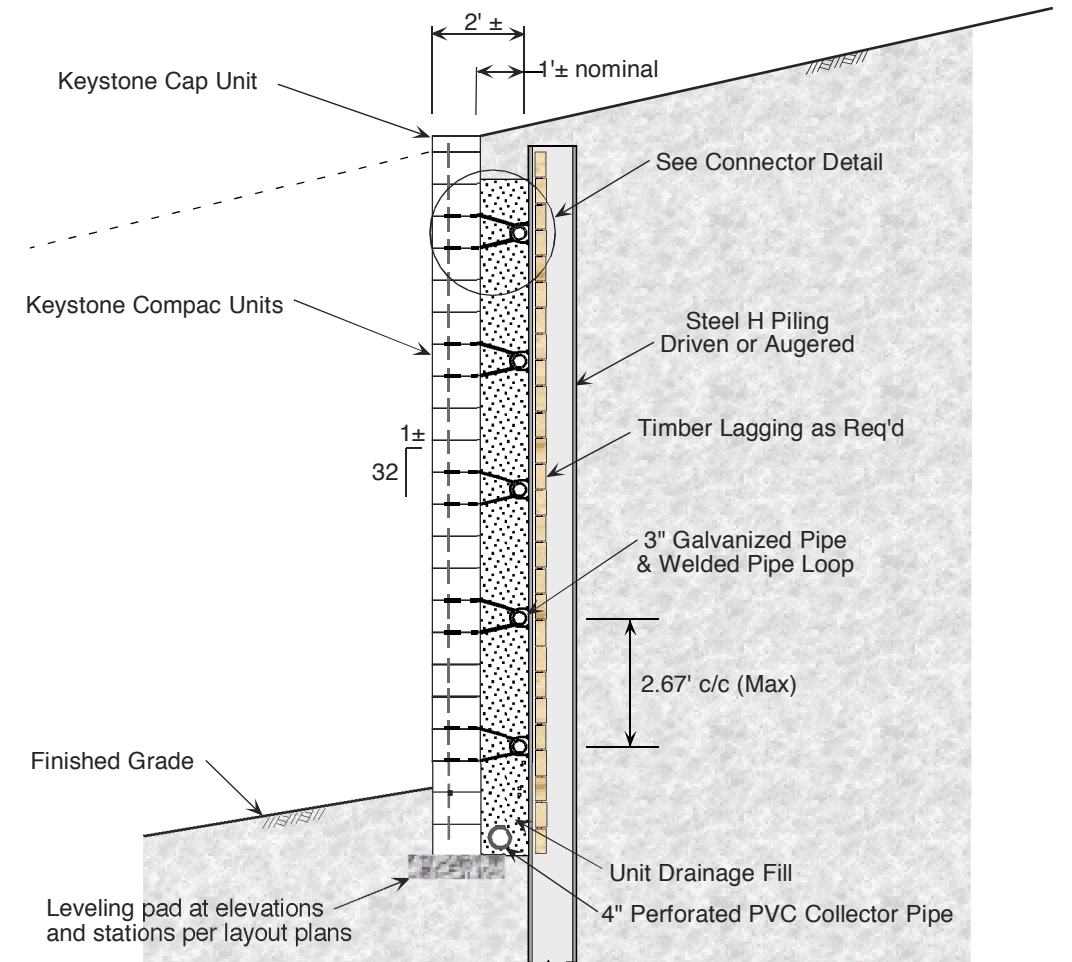 2' ±
1'± nominal
Keystone Cap Unit
See Connector Detail
Keystone Compac Units
Steel H Piling
Driven or Augered
1±
32
Timber Lagging as Req'd
3" Galvanized Pipe
& Welded Pipe Loop
2.67' c/c (Max)
Finished Grade
Unit Drainage Fill
4" Perforated PVC Collector Pipe
Leveling pad at elevations
and stations per layout plans